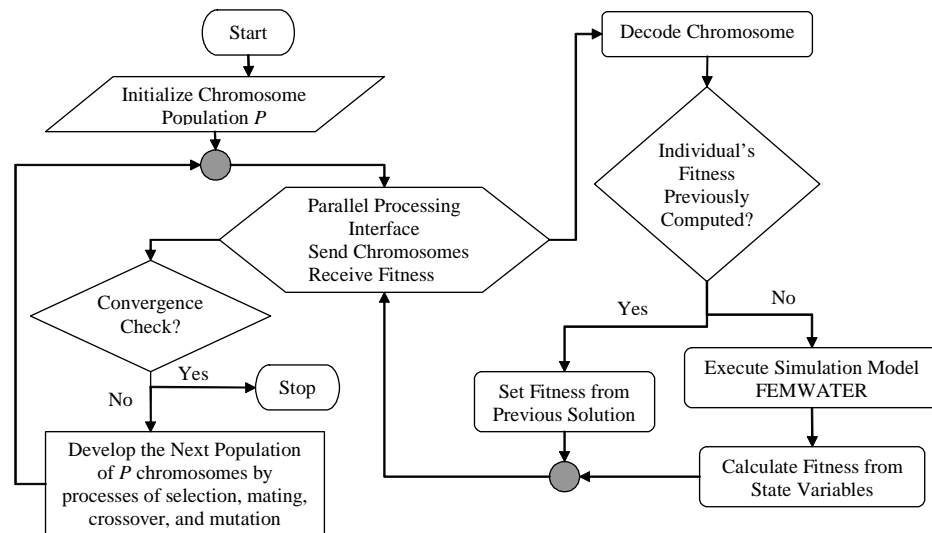 Start
Initialize Chromosome
Population P
Parallel Processing
Interface
Send Chromosomes
Receive Fitness
Convergence
Check?
Yes
No
Stop
Develop the Next Population
of P chromosomes by
processes of selection, mating,
crossover, and mutation
Decode Chromosome
Individual's
Fitness
Previously
Computed?
Yes
No
Set Fitness from
Previous Solution
Execute Simulation Model
FEMWATER
Calculate Fitness from
State Variables